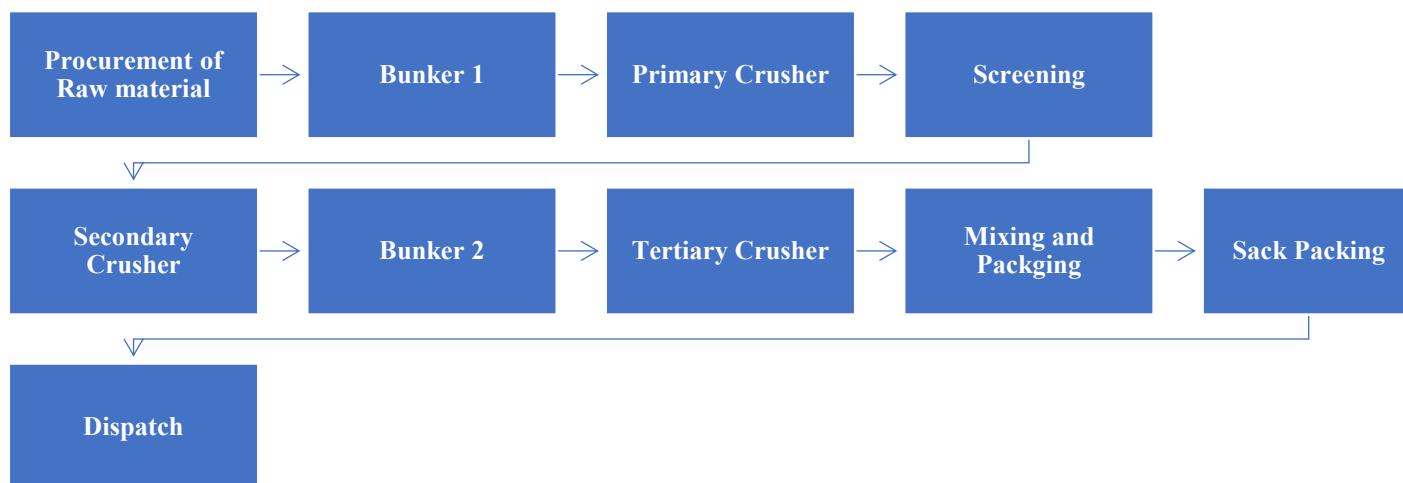 Procurement of
Raw material
Bunker 1
Primary Crusher
Screening
Secondary
Crusher
Bunker 2
Tertiary Crusher
Mixing and
Packging
Sack Packing
Dispatch